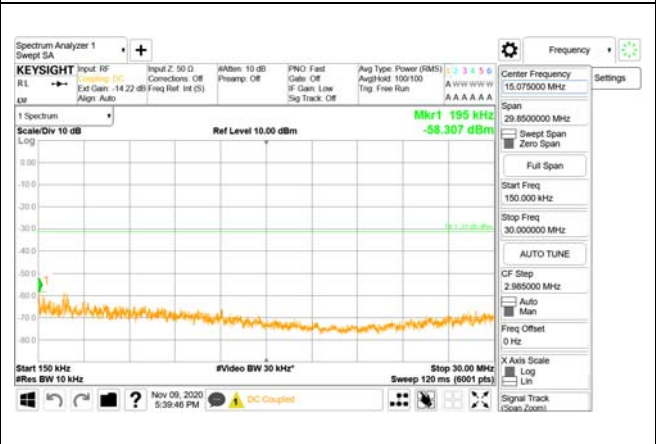 Spectrum Analyzer 1
Swept SA
Frequency
KEYSIGHT
RL
Input: RF
Coupling: DC
Ext Gain: -14.22 dB
Align: Auto
Input Z: 50 Ω
Corrections: Off
Freq Ref: Int (S)
#Atten: 10 dB
Preamp: Off
PNO: Fast
Gate: Off
IF Gain: Low
Sig Track: Off
Avg Type: Power (RMS)
Avg|Hold: 100/100
Trig: Free Run
1 2 3 4 5 6
A W W W W W
A A A A A A
1 Spectrum
Scale/Div 10 dB
Log
Ref Level 10.00 dBm
Mkr1 195 kHz
-58.307 dBm
0.00
-10.0
-20.0
-30.0
-40.0
-50.0
-60.0
-70.0
-80.0
Start 150 kHz
#Res BW 10 kHz
#Video BW 30 kHz*
Stop 30.00 MHz
Sweep 120 ms (6001 pts)
Nov 09, 2020
5:39:46 PM
DC Coupled
Center Frequency
15.075000 MHz
Settings
Span
29.8500000 MHz
Swept Span
Zero Span
Full Span
Start Freq
150.000 kHz
Stop Freq
30.000000 MHz
AUTO TUNE
CF Step
2.985000 MHz
Auto
Man
Freq Offset
0 Hz
X Axis Scale
Log
Lin
Signal Track
(Span Zoom)